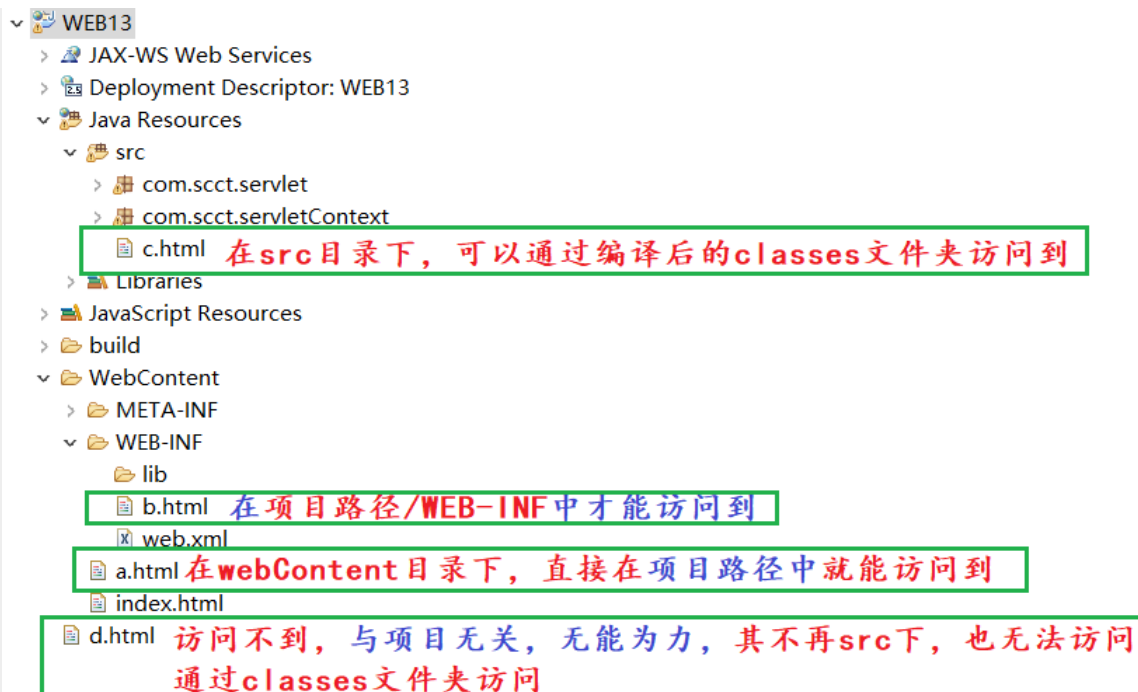 WEB13
JAX-WS Web Services
2.5 Deployment Descriptor: WEB13
Java Resources
src
com.scct.servlet
com.scct.servletContext
c.html 在src目录下，可以通过编译后的classes文件夹访问到
Libraries
JavaScript Resources
build
WebContent
META-INF
WEB-INF
lib
b.html 在项目路径/WEB-INF中才能访问到
web.xml
a.html 在webContent目录下，直接在项目路径中就能访问到
index.html
d.html 访问不到，与项目无关，无能为力，其不再src下，也无法访问
通过classes文件夹访问